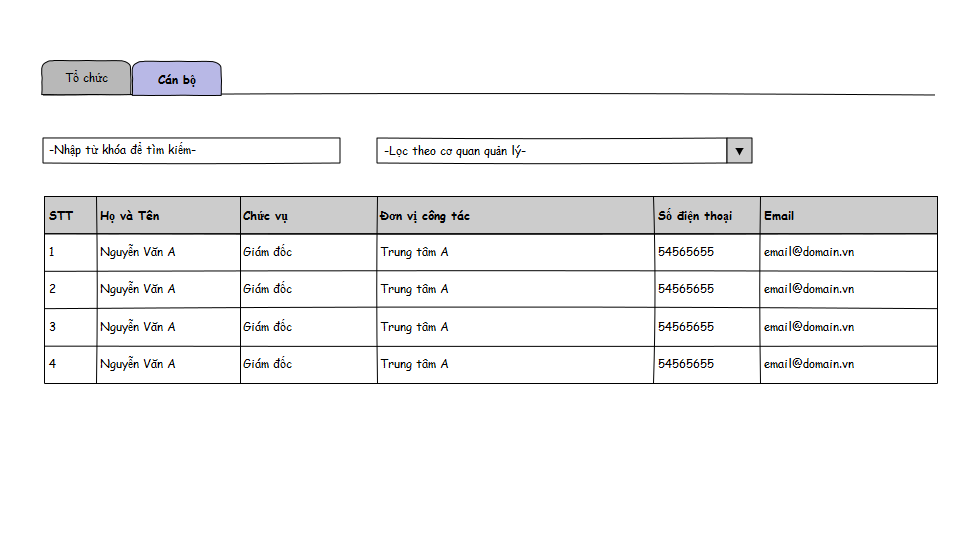 Tổ chức Cán bộ
-Nhập từ khóa để tìm kiếm- -Lọc theo cơ quan quản lý- ▼
STT Họ và Tên Chức vụ Đơn vị công tác Số điện thoại Email
1 Nguyễn Văn A Giám đốc Trung tâm A 54565655 email@domain.vn
2 Nguyễn Văn A Giám đốc Trung tâm A 54565655 email@domain.vn
3 Nguyễn Văn A Giám đốc Trung tâm A 54565655 email@domain.vn
4 Nguyễn Văn A Giám đốc Trung tâm A 54565655 email@domain.vn